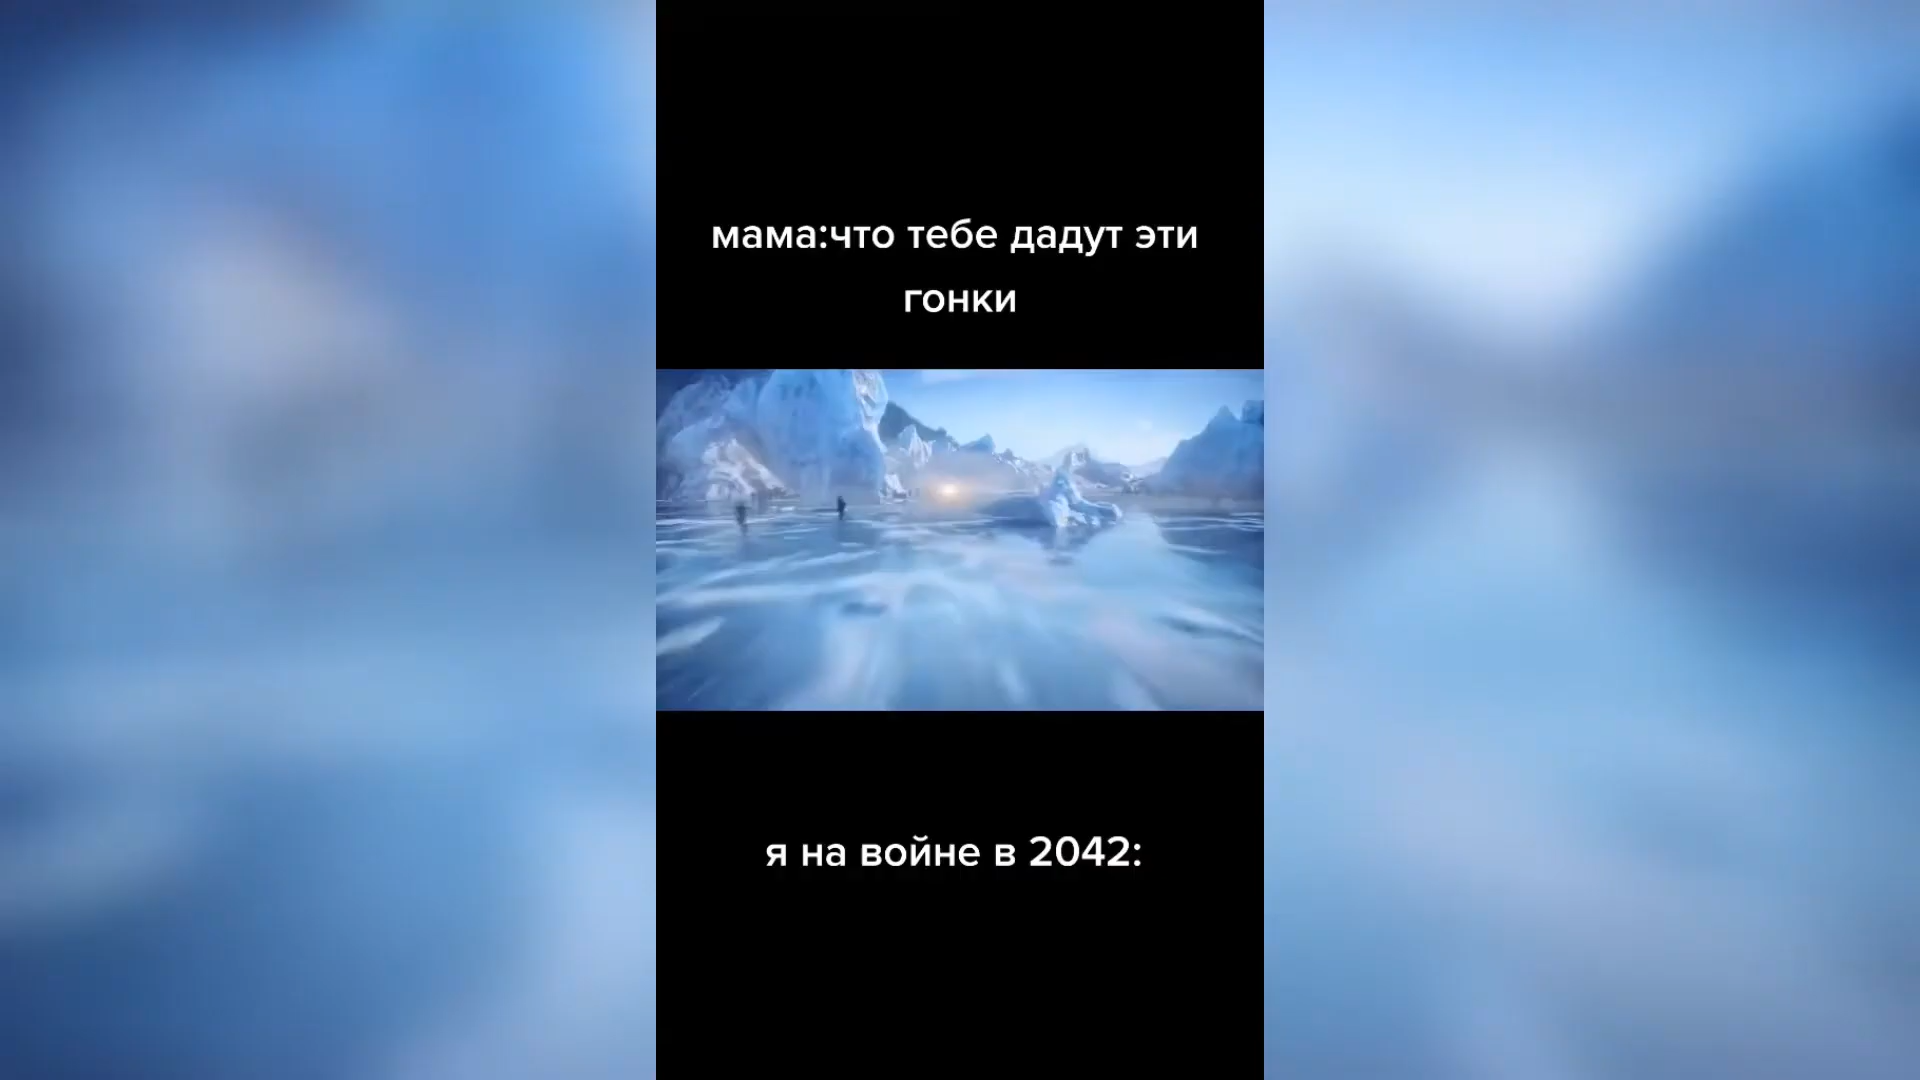 мама:что тебе дадут эти
гонки
я на войне в 2042: